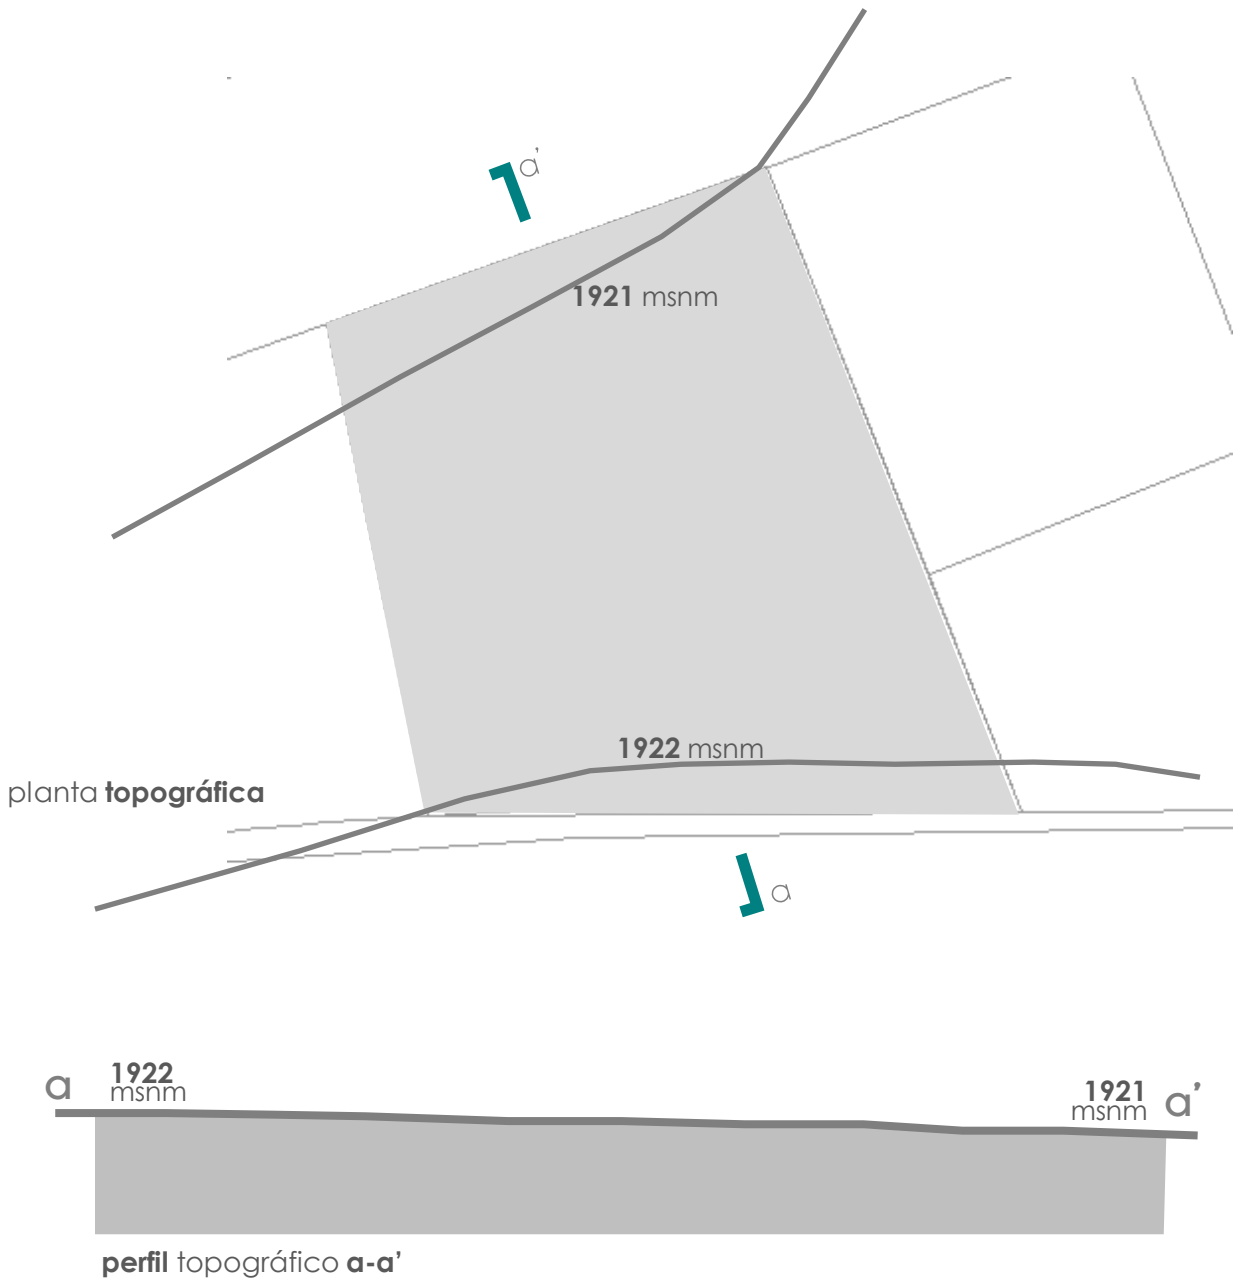 a'
1921 msnm
1922 msnm
planta topográfica
a
a
1922
msnm
1921
msnm
a'
perfil topográfico a-a'